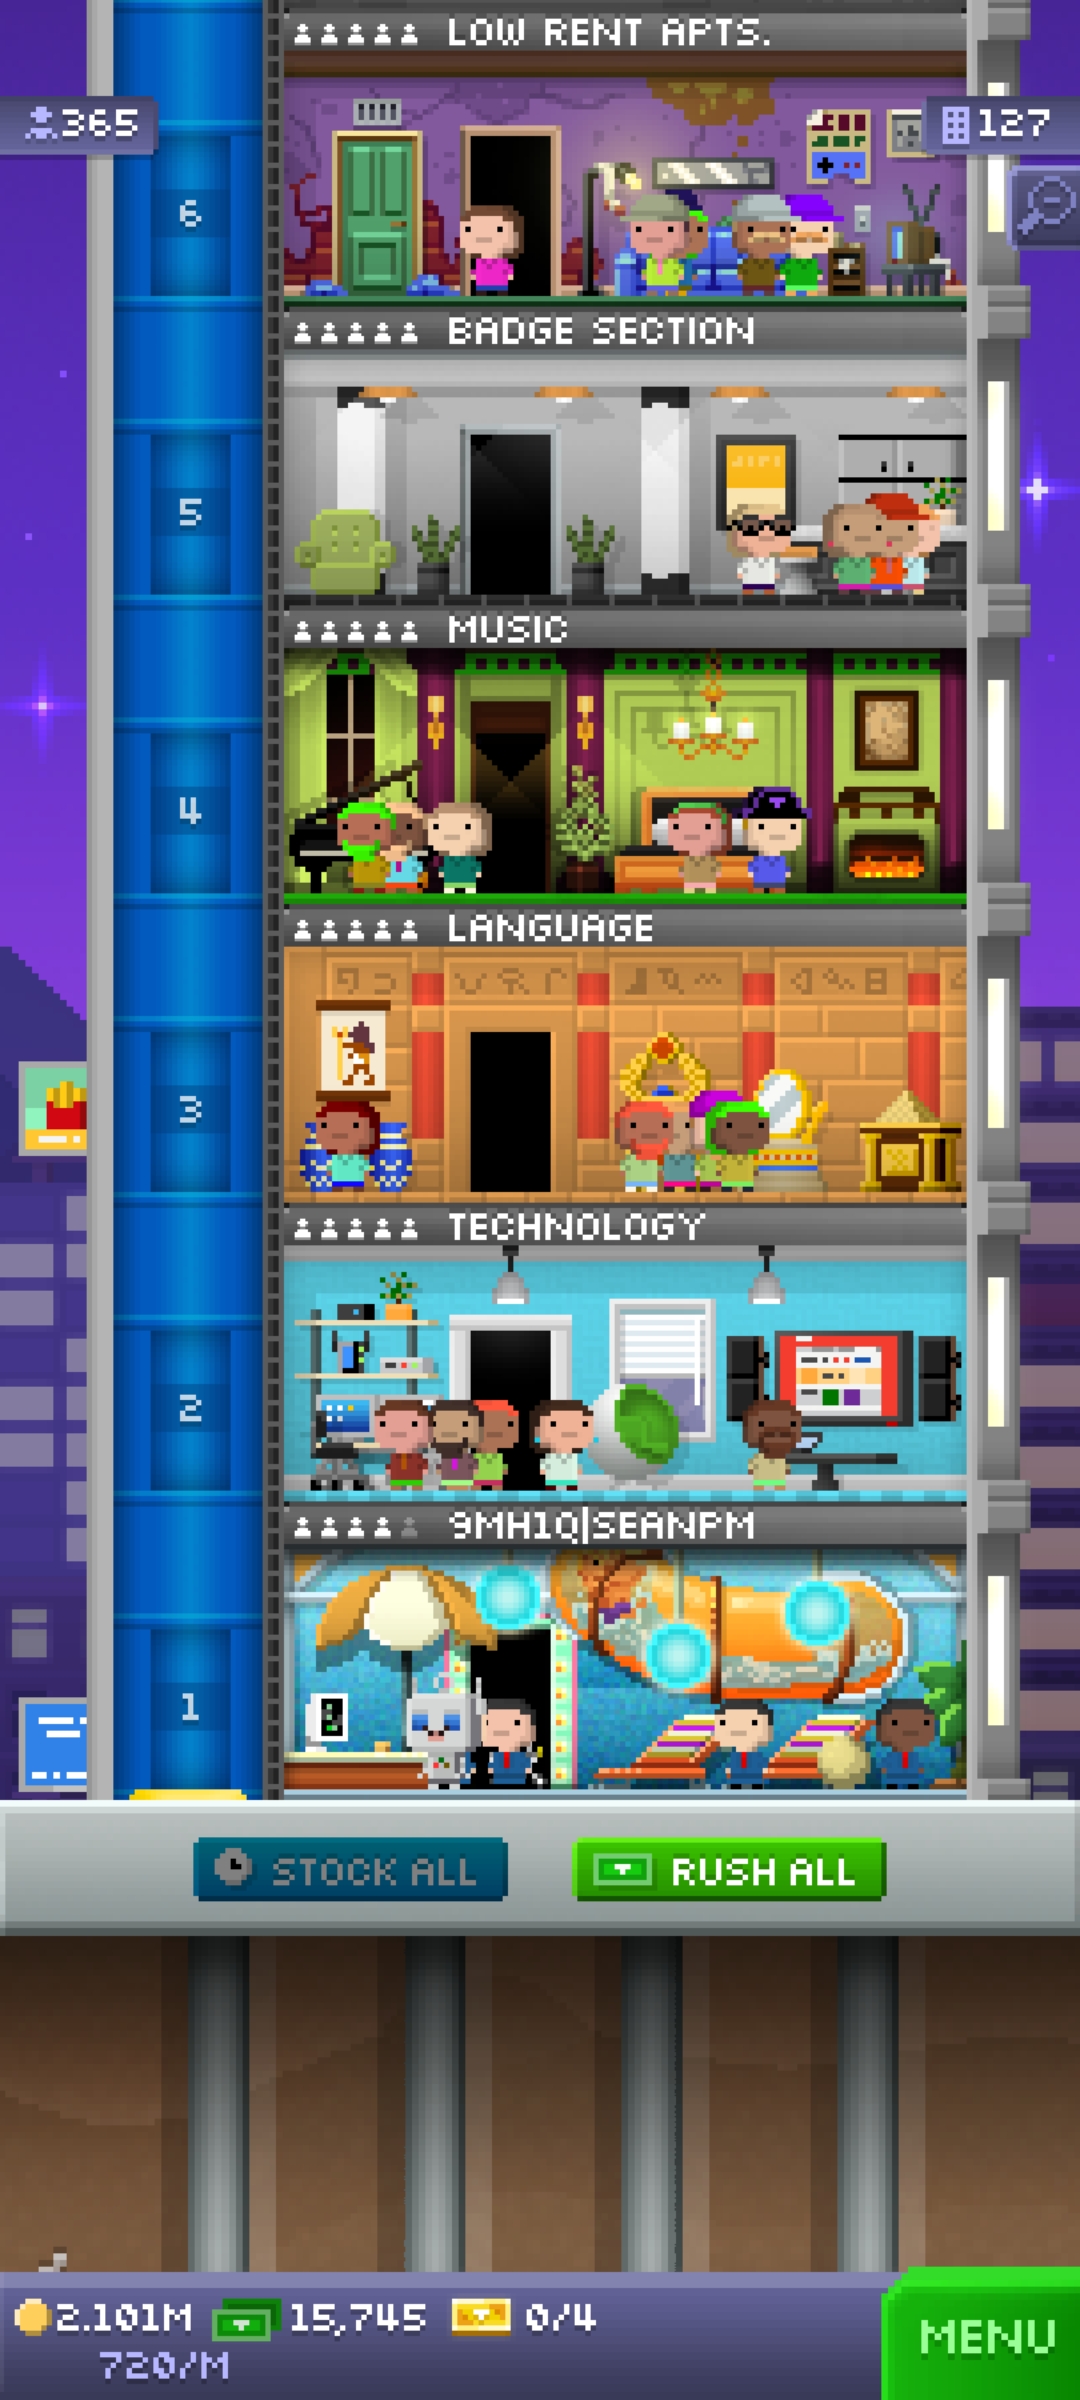 LOW RENT APTS.
365
127
6
BADGE SECTION
5
MUSIC
4
LANGUAGE
3
TECHNOLOGY
2
9MH1Q|SEANPM
1
STOCK ALL
RUSH ALL
2.101M
15,745
0/4
720/M
MENU